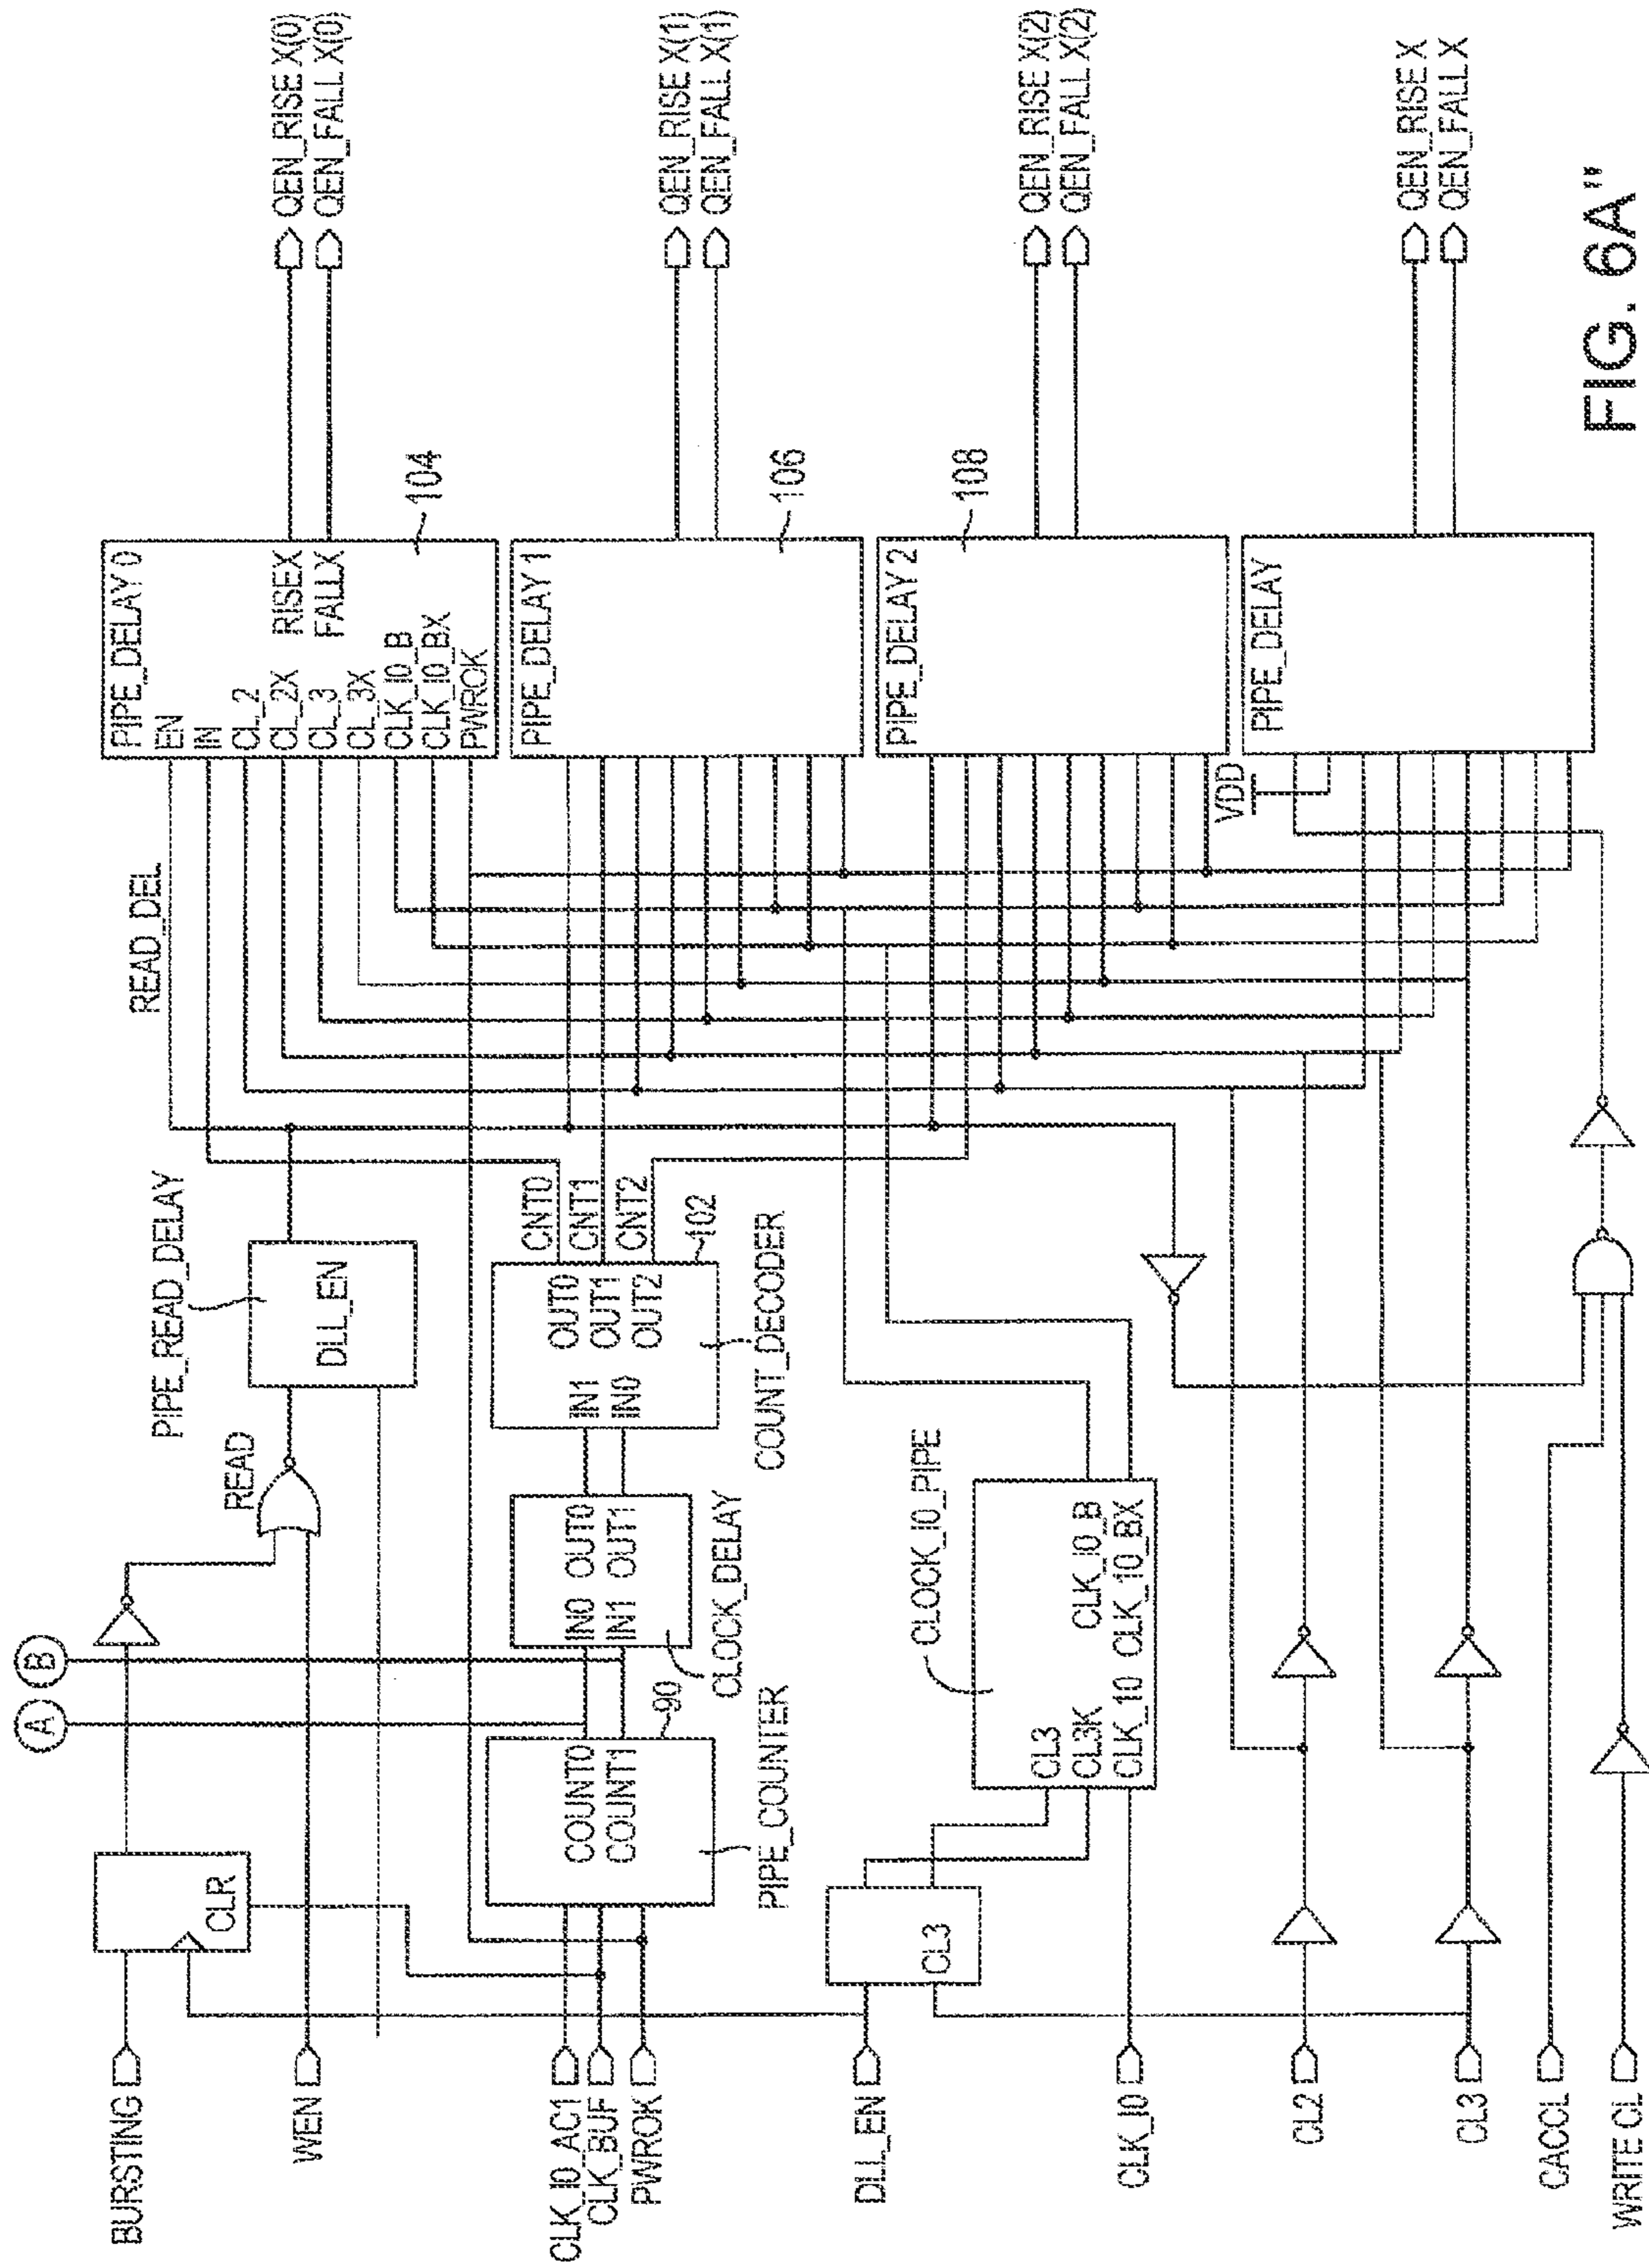 BURSTING
WEN
CLK_IO_AC1
CLK_BUF
PWROK
DLL_EN
CLK_IO
CL2
CL3
CACCL
WRITE CL
CLR
A
B
READ
PIPE_READ_DELAY
DLL_EN
COUNT0
COUNT1
90
PIPE_COUNTER
IN0 OUT0
IN1 OUT1
CLOCK_DELAY
IN1
IN0
OUT0
OUT1
OUT2
CNT0
CNT1
CNT2
102
COUNT_DECODER
CL3
CLOCK_IO_PIPE
CL3
CL3K
CLK_IO_B
CLK_10 CLK_10_BX
READ_DEL
VDD
PIPE_DELAY 0
EN
IN
CL_2
CL_2X
CL_3
CL_3X
CLK_IO_B
CLK_IO_BX
PWROK
RISEX
FALLX
104
PIPE_DELAY 1
106
PIPE_DELAY 2
108
PIPE_DELAY
QEN_RISE X(0)
QEN_FALL X(0)
QEN_RISE X(1)
QEN_FALL X(1)
QEN_RISE X(2)
QEN_FALL X(2)
QEN_RISE X
QEN_FALL X
FIG. 6A"